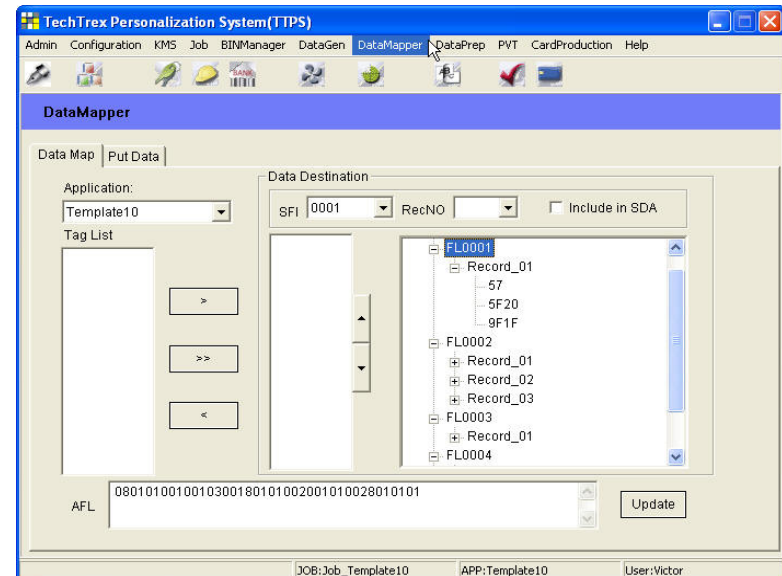 TechTrex Personalization System(TTPS)
Admin Configuration KMS Job BINManager DataGen DataMapper DataPrep PVT CardProduction Help
BANK
DataMapper
Data Map Put Data
Data Destination
Application:
Template10
SFI 0001 RecNO Include in SDA
Tag List
FL0001
Record_01
57
5F20
9F1F
FL0002
Record_01
Record_02
Record_03
FL0003
Record_01
FL0004
>
>>
<
AFL 0801010010010300180101002001010028010101
Update
JOB:Job_Template10 APP:Template10 User:Victor